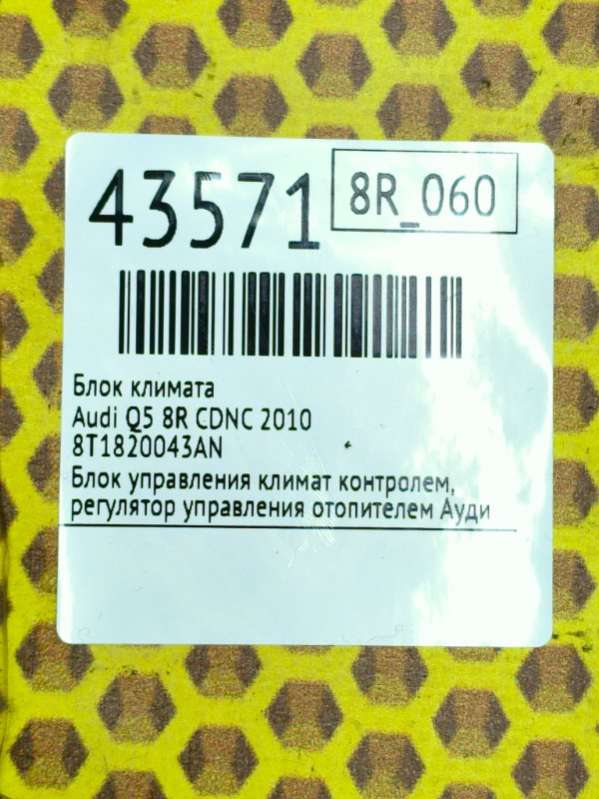 43571
8R_060
Блок климата
Audi Q5 8R CDNC 2010
8T1820043AN
Блок управления климат контролем,
регулятор управления отопителем Ауди